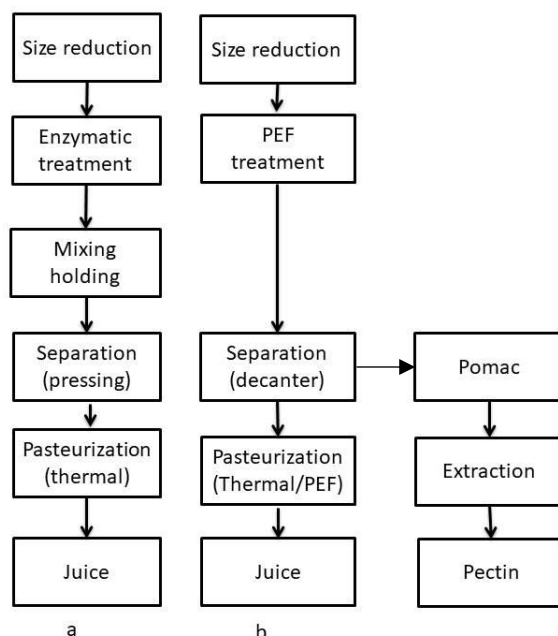 Size reduction
Enzymatic
treatment
Mixing
holding
Separation
(pressing)
Pasteurization
(thermal)
Juice
a
Size reduction
PEF
treatment
Separation
(decanter)
Pasteurization
(Thermal/PEF)
Juice
b
Pomac
Extraction
Pectin